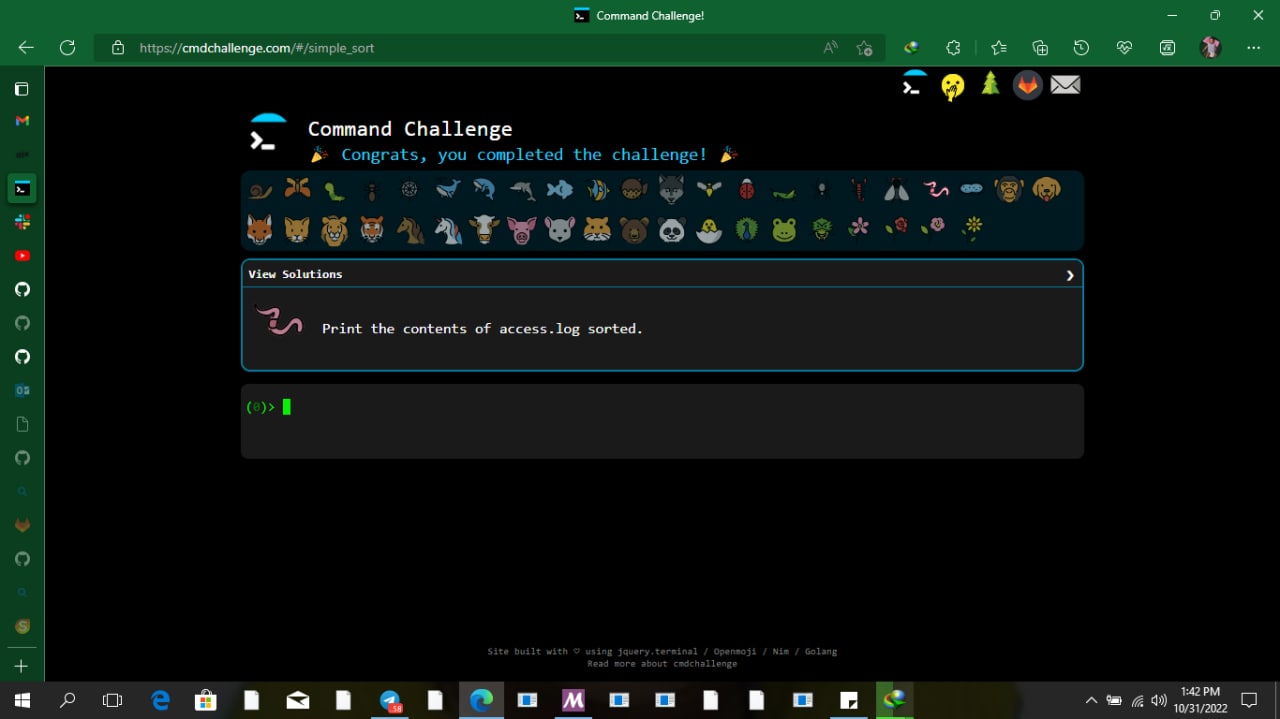 Command Challenge!
https://cmdchallenge.com/#/simple_sort
Command Challenge
Congrats, you completed the challenge!
View Solutions
Print the contents of access.log sorted.
(0)>
Site built with ♡ using jquery.terminal / Openmoji / Nim / Golang
Read more about cmdchallenge
58
1:42 PM
10/31/2022